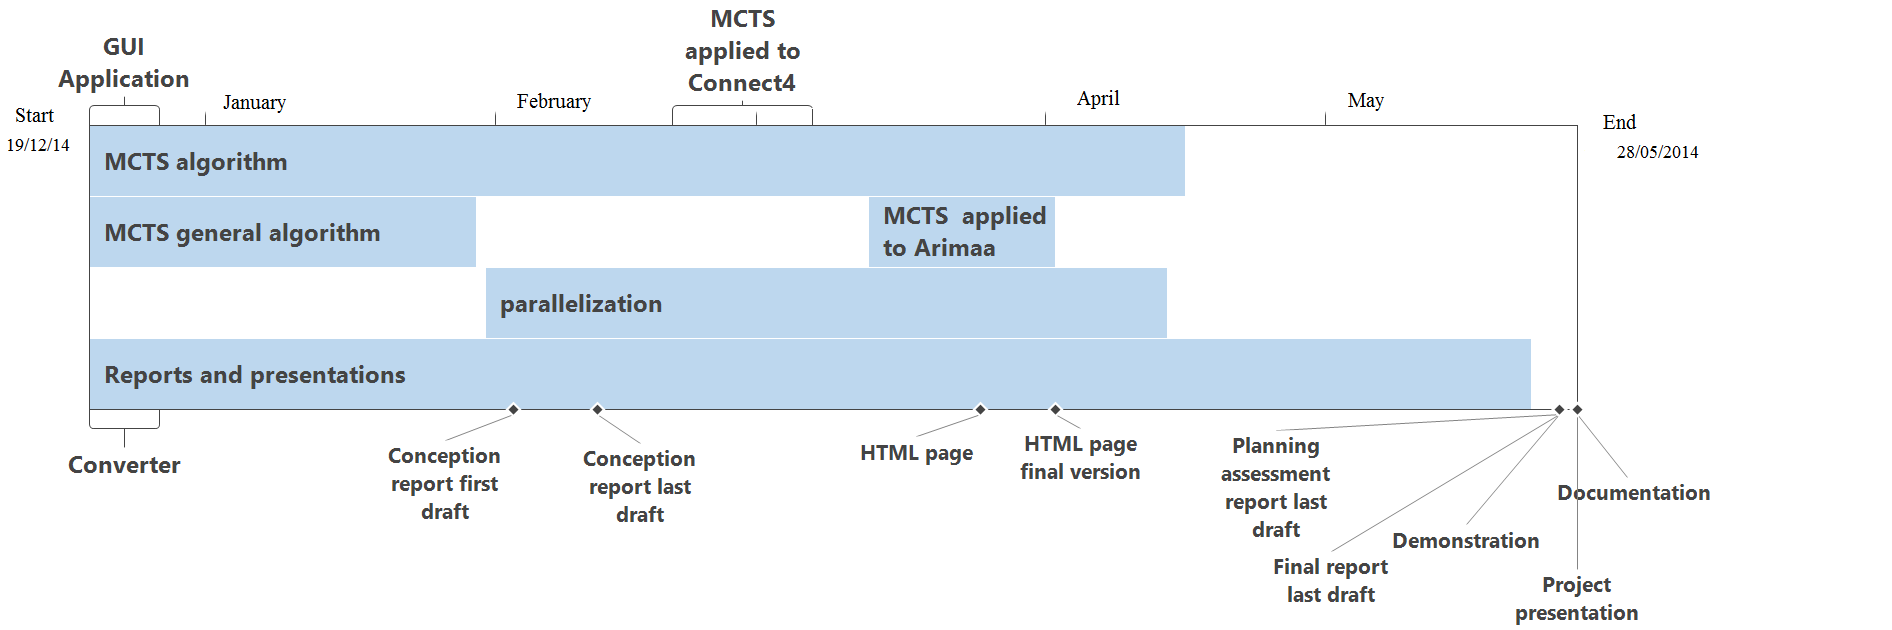 GUI
Application
MCTS
applied to
Connect4
Start
19/12/14
January
February
April
May
End
28/05/2014
MCTS algorithm
MCTS general algorithm
MCTS applied
to Arimaa
parallelization
Reports and presentations
Converter
Conception
report first
draft
Conception
report last
draft
HTML page
HTML page
final version
Planning
assessment
report last
draft
Final report
last draft
Demonstration
Documentation
Project
presentation